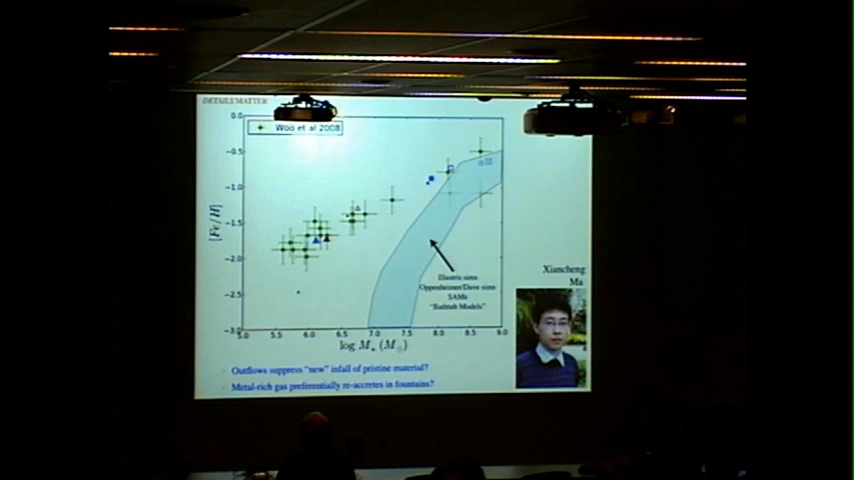 DETAILS MATTER
0.0
Woo et al 2008
−0.5
−1.0
−1.5
−2.0
−2.5
−3.0
[Fe/H]
Illustris sims
Oppenheimer/Dave sims
SAMs
"Bathtub Models"
5.0 5.5 6.0 6.5 7.0 7.5 8.0 8.5 9.0
log M* (M☉)
Xiancheng
Ma
Outflows suppress "new" infall of pristine material?
Metal-rich gas preferentially re-accretes in fountains?